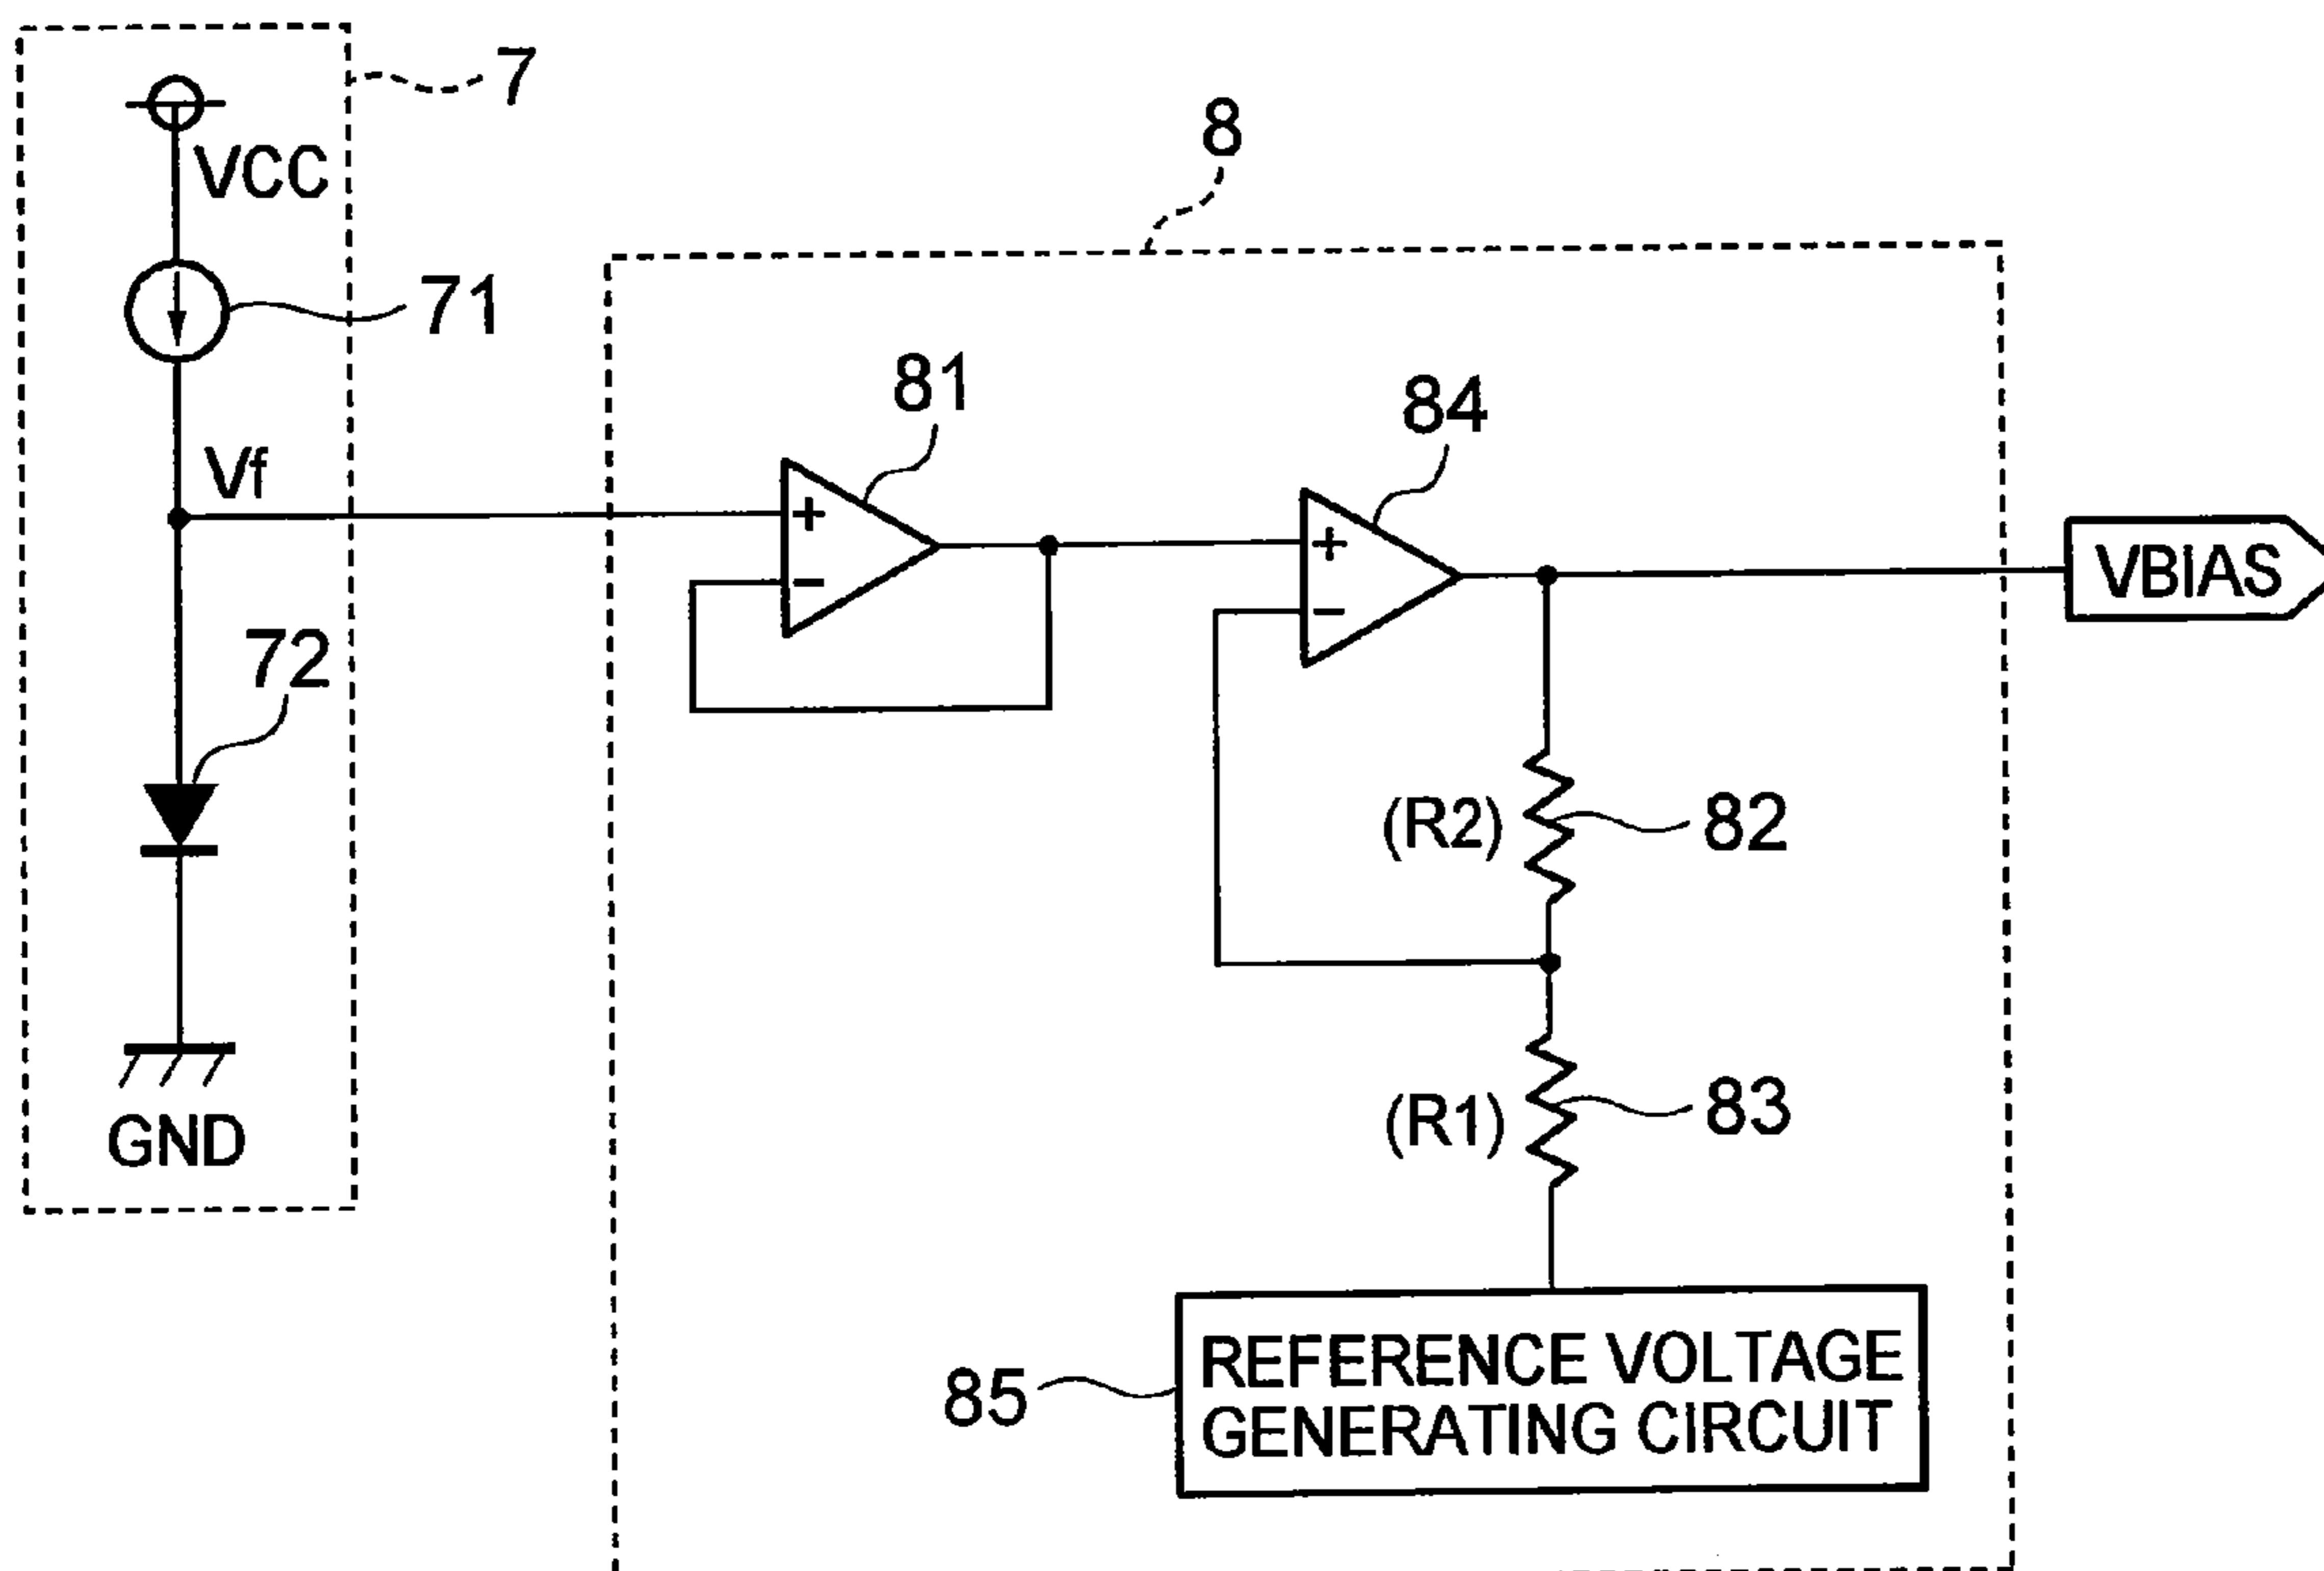 7
VCC
8
71
81
84
Vf
+
+
−
−
VBIAS
72
(R2)
82
(R1)
83
GND
REFERENCE VOLTAGE
GENERATING CIRCUIT
85